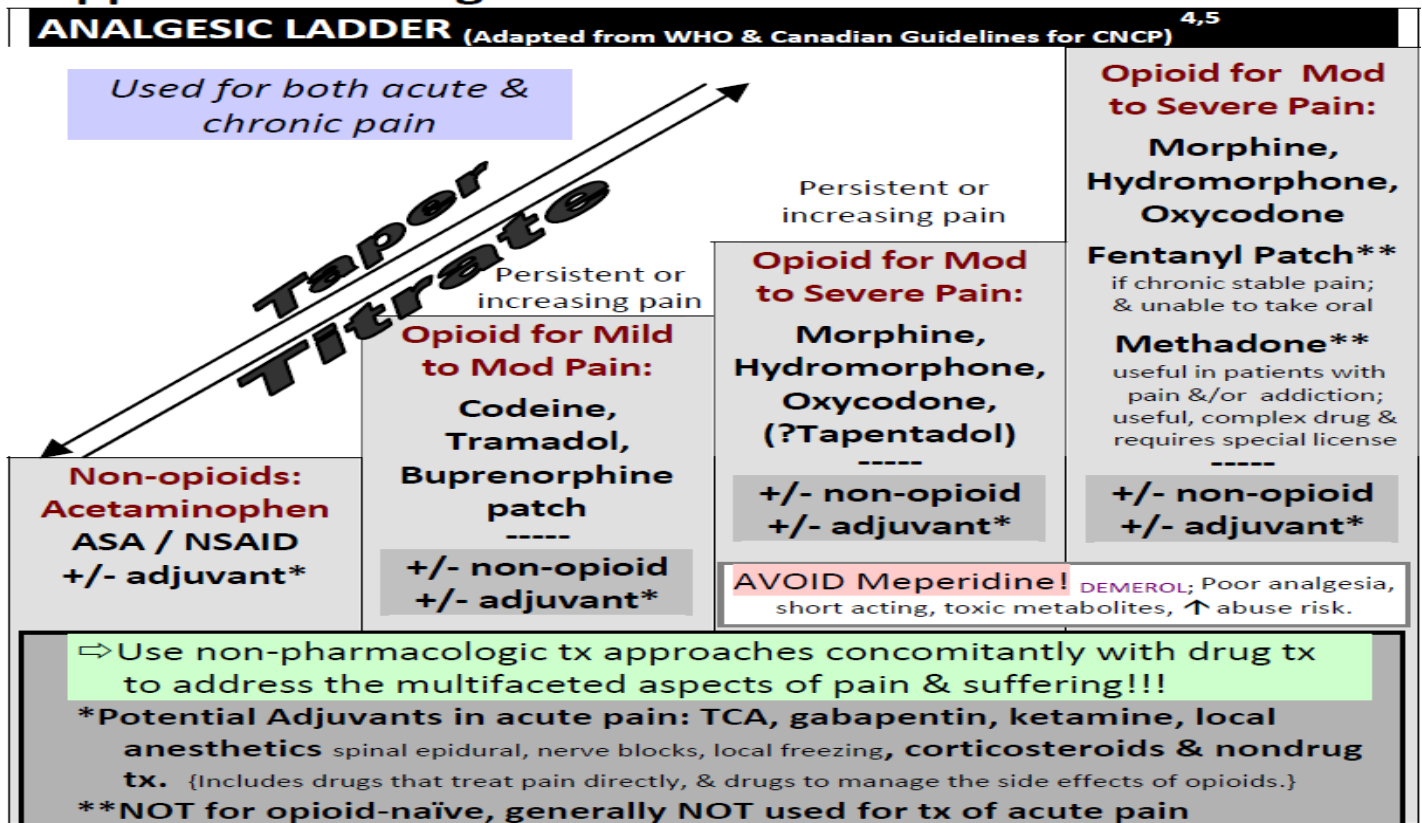 ANALGESIC LADDER (Adapted from WHO & Canadian Guidelines for CNCP) 4,5
Used for both acute &
chronic pain
Taper
Titrate
Non-opioids:
Acetaminophen
ASA / NSAID
+/- adjuvant*
Persistent or
increasing pain
Opioid for Mild
to Mod Pain:
Codeine,
Tramadol,
Buprenorphine
patch
-----
+/- non-opioid
+/- adjuvant*
Persistent or
increasing pain
Opioid for Mod
to Severe Pain:
Morphine,
Hydromorphone,
Oxycodone,
(?Tapentadol)
-----
+/- non-opioid
+/- adjuvant*
Opioid for Mod
to Severe Pain:
Morphine,
Hydromorphone,
Oxycodone
Fentanyl Patch**
if chronic stable pain;
& unable to take oral
Methadone**
useful in patients with
pain &/or addiction;
useful, complex drug &
requires special license
-----
+/- non-opioid
+/- adjuvant*
AVOID Meperidine! DEMEROL; Poor analgesia,
short acting, toxic metabolites, ↑ abuse risk.
⇨Use non-pharmacologic tx approaches concomitantly with drug tx
to address the multifaceted aspects of pain & suffering!!!
*Potential Adjuvants in acute pain: TCA, gabapentin, ketamine, local
anesthetics spinal epidural, nerve blocks, local freezing, corticosteroids & nondrug
tx. {Includes drugs that treat pain directly, & drugs to manage the side effects of opioids.}
**NOT for opioid-naïve, generally NOT used for tx of acute pain